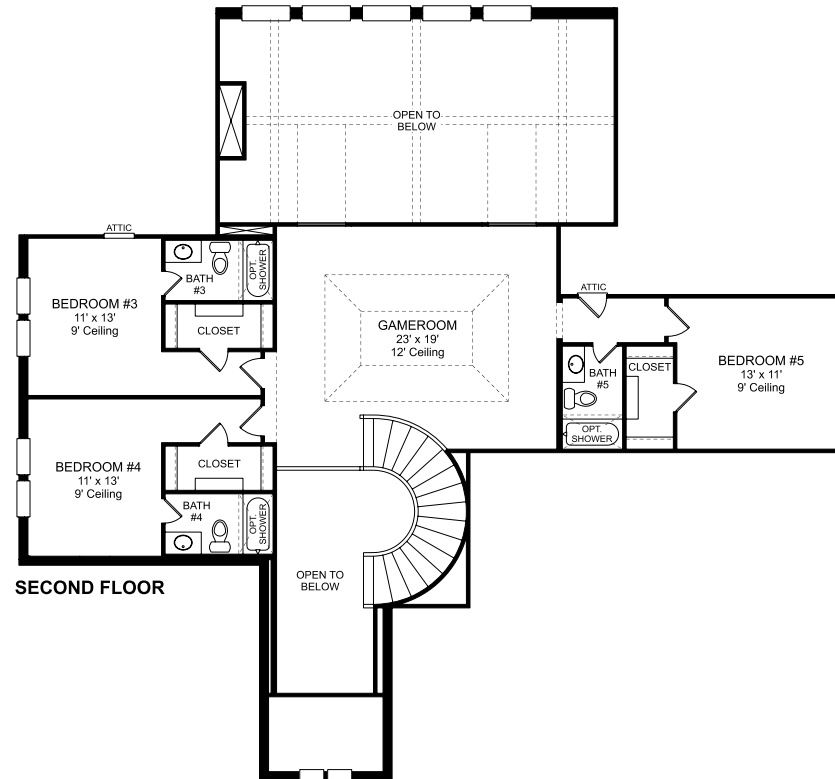 OPEN TO
BELOW
ATTIC
BATH
#3
OPT.
SHOWER
BEDROOM #3
11' x 13'
9' Ceiling
CLOSET
GAMEROOM
23' x 19'
12' Ceiling
ATTIC
BATH
#5
CLOSET
BEDROOM #5
13' x 11'
9' Ceiling
OPT.
SHOWER
BEDROOM #4
11' x 13'
9' Ceiling
CLOSET
BATH
#4
OPT.
SHOWER
OPEN TO
BELOW
SECOND FLOOR